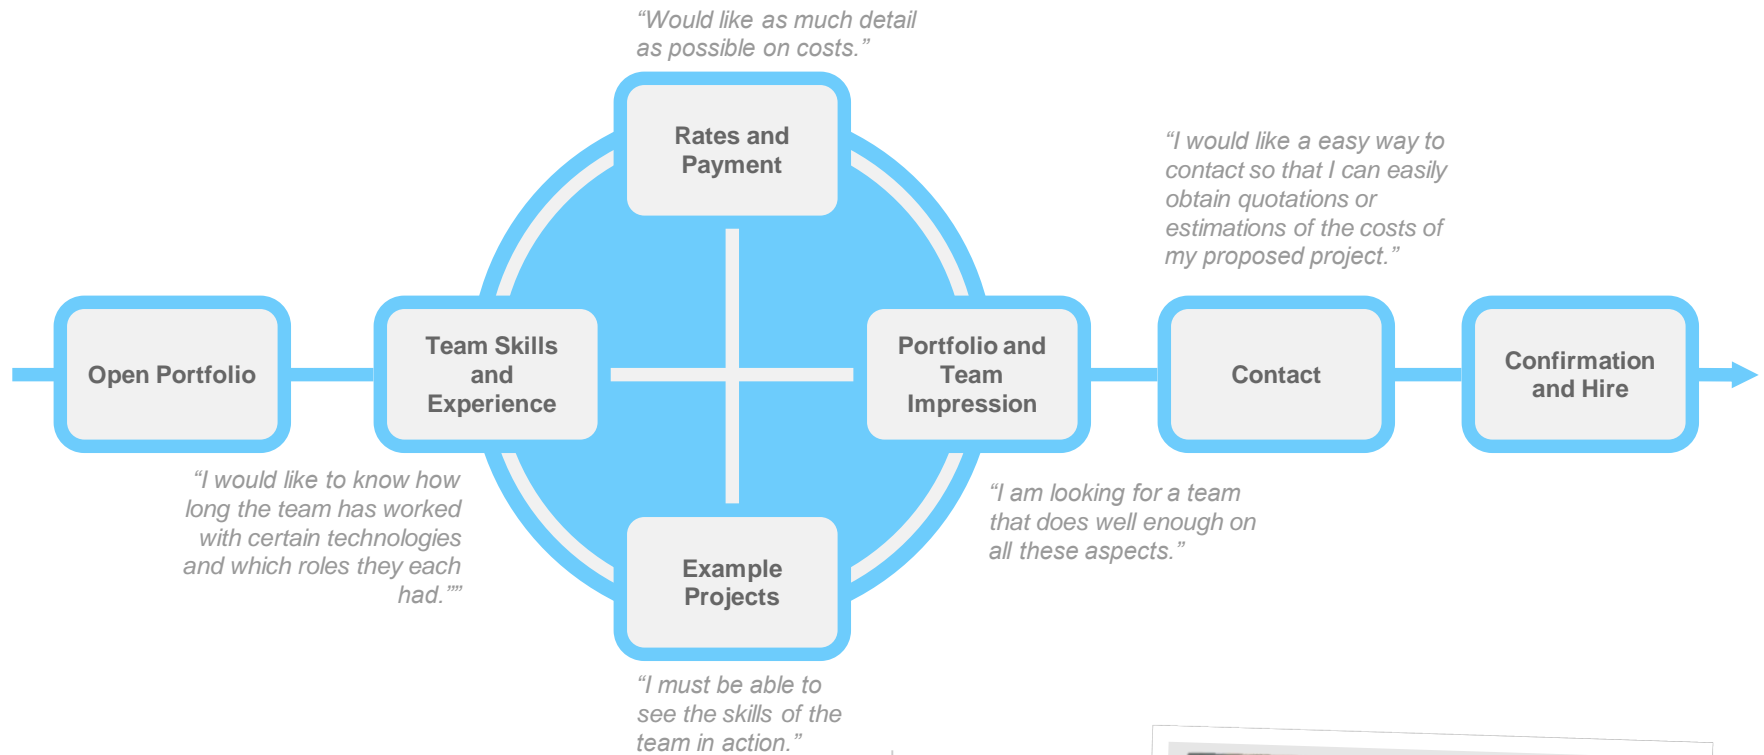 “Would like as much detail
as possible on costs.”
Rates and
Payment
“I would like a easy way to
contact so that I can easily
obtain quotations or
estimations of the costs of
my proposed project.”
Open Portfolio
Team Skills
and
Experience
Portfolio and
Team
Impression
Contact
Confirmation
and Hire
“I would like to know how
long the team has worked
with certain technologies
and which roles they each
had.””
“I am looking for a team
that does well enough on
all these aspects.”
Example
Projects
“I must be able to
see the skills of the
team in action.”